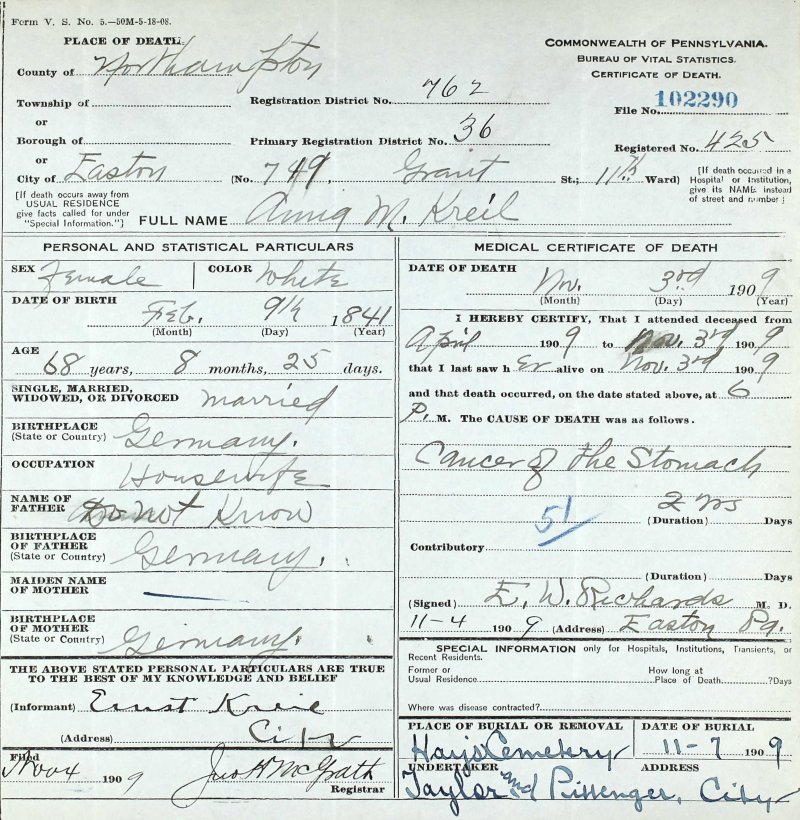 Form V. S. No. 5.—50M-5-18-08.
PLACE OF DEATH.
County of Northampton
Township of
or
Borough of
or
City of Easton
[If death occurs away from
USUAL RESIDENCE
give facts called for under
"Special Information."]
Registration District No. 762
Primary Registration District No. 36
(No. 749. Grant St.; 11th Ward)
FULL NAME Anna M. Kreil
COMMONWEALTH OF PENNSYLVANIA.
BUREAU OF VITAL STATISTICS.
CERTIFICATE OF DEATH.
File No. 102290
Registered No. 425
[If death occurred in a
Hospital or Institution,
give its NAME instead
of street and number.]
PERSONAL AND STATISTICAL PARTICULARS
SEX Female COLOR White
DATE OF BIRTH
Feb. 9th 1841
(Month) (Day) (Year)
AGE
68 years, 8 months, 25 days.
SINGLE, MARRIED,
WIDOWED, OR DIVORCED married
BIRTHPLACE
(State or Country) Germany.
OCCUPATION
Housewife
NAME OF
FATHER Do not Know
BIRTHPLACE
OF FATHER
(State or Country) Germany.
MAIDEN NAME
OF MOTHER
BIRTHPLACE
OF MOTHER
(State or Country) Germany.
THE ABOVE STATED PERSONAL PARTICULARS ARE TRUE
TO THE BEST OF MY KNOWLEDGE AND BELIEF
(Informant) Ernst Kreil
(Address) City
Filed
Nov 4 1909 Jno H McGrath
Registrar
MEDICAL CERTIFICATE OF DEATH
DATE OF DEATH
Nov. 3rd 1909
(Month) (Day) (Year)
I HEREBY CERTIFY, That I attended deceased from
April 1909 to Nov. 3rd 1909
that I last saw her alive on Nov. 3rd 1909
and that death occurred, on the date stated above, at 6
P. M. The CAUSE OF DEATH was as follows.
Cancer of the Stomach
2 yrs
51 (Duration) Days
Contributory
(Duration) Days
(Signed) E. W. Richards M. D.
11-4 1909 (Address) Easton Pa.
SPECIAL INFORMATION only for Hospitals, Institutions, Transients, or
Recent Residents.
Former or
Usual Residence
How long at
Place of Death ?Days
Where was disease contracted?
PLACE OF BURIAL OR REMOVAL
Hays Cemetery
DATE OF BURIAL
11-7 1909
UNDERTAKER ADDRESS
Taylor and Pittenger, City